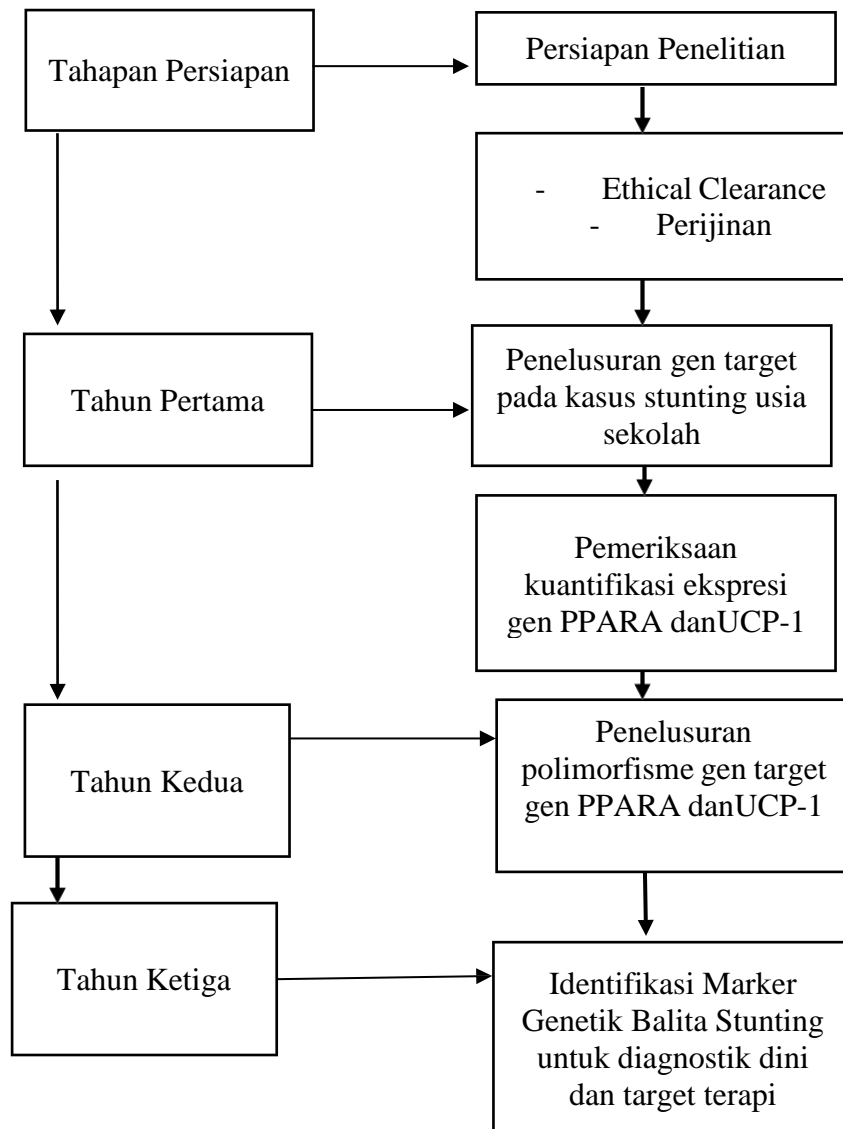 Tahapan Persiapan
Persiapan Penelitian
- Ethical Clearance
- Perijinan
Tahun Pertama
Penelusuran gen target
pada kasus stunting usia
sekolah
Pemeriksaan
kuantifikasi ekspresi
gen PPARA danUCP-1
Tahun Kedua
Penelusuran
polimorfisme gen target
gen PPARA danUCP-1
Tahun Ketiga
Identifikasi Marker
Genetik Balita Stunting
untuk diagnostik dini
dan target terapi